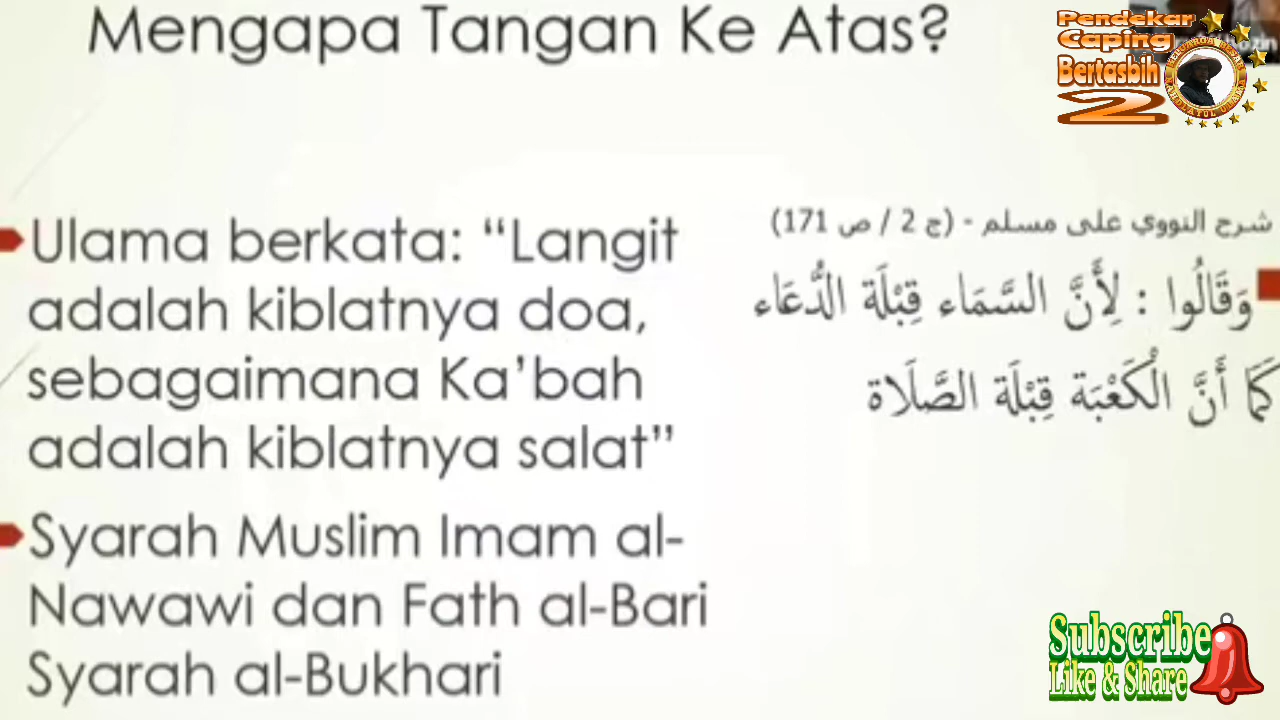 Mengapa Tangan Ke Atas?
Pendekar
Caping
Bertasbih
2
Ulama berkata: “Langit
adalah kiblatnya doa,
sebagaimana Ka’bah
adalah kiblatnya salat”
Syarah Muslim Imam al-
Nawawi dan Fath al-Bari
Syarah al-Bukhari
شرح النووي على مسلم - (ج 2 / ص 171)
وَقَالُوا : لِأَنَّ السَّمَاء قِبْلَة الدُّعَاء
كَمَا أَنَّ الْكَعْبَة قِبْلَة الصَّلَاة
Subscribe
Like & Share